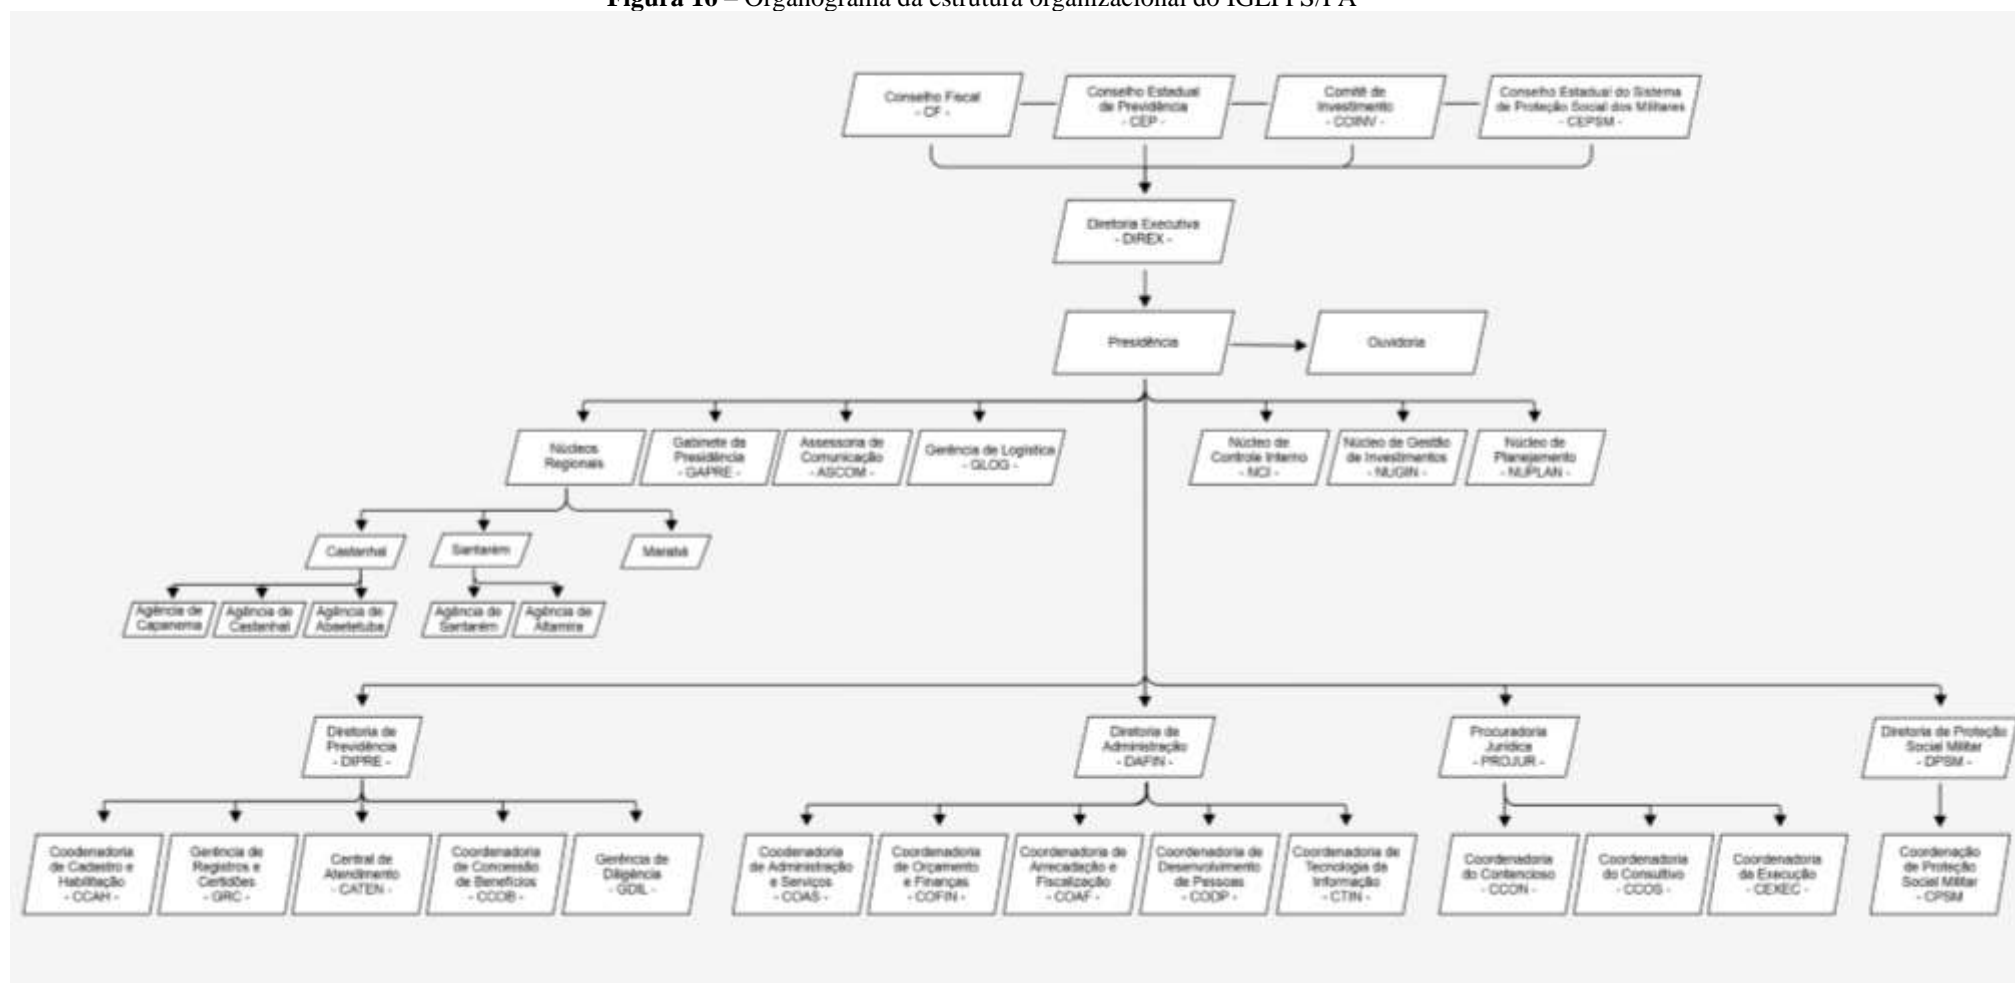 Figura 16 – Organograma da estrutura organizacional do IGEPPS/PA
Conselho Fiscal
- CF -
Conselho Estadual
de Previdência
- CEP -
Comitê de
Investimento
- COINV -
Conselho Estadual do Sistema
de Proteção Social dos Militares
- CEPSM -
Diretoria Executiva
- DIREX -
Presidência
Ouvidoria
Núcleos
Regionais
Gabinete da
Presidência
- GAPRE -
Assessoria de
Comunicação
- ASCOM -
Gerência de Logística
- GLOG -
Núcleo de
Controle Interno
- NCI -
Núcleo de Gestão
de Investimentos
- NUGIN -
Núcleo de
Planejamento
- NUPLAN -
Castanhal
Santarém
Marabá
Agência de
Capanema
Agência de
Castanhal
Agência de
Abaetetuba
Agência de
Santarém
Agência de
Altamira
Diretoria de
Previdência
- DIPRE -
Diretoria de
Administração
- DAFIN -
Procuradoria
Jurídica
- PROJUR -
Diretoria de Proteção
Social Militar
- DPSM -
Coodenadoria
de Cadastro e
Habilitação
- CCAH -
Gerência de
Registros e
Certidões
- GRC -
Central de
Atendimento
- CATEN -
Coordenadoria
de Concessão
de Benefícios
- CCOB -
Gerência de
Diligência
- GDIL -
Coodenadoria
de Administração
e Serviços
- COAS -
Coordenadoria
de Orçamento
e Finanças
- COFIN -
Coordenadoria de
Arrecadação e
Fiscalização
- COAF -
Coordenadoria de
Desenvolvimento
de Pessoas
- CODP -
Coordenadoria de
Tecnologia da
Informação
- CTIN -
Coordenadoria
do Contencioso
- CCON -
Coordenadoria
do Consultivo
- CCOS -
Coordenadoria
da Execução
- CEXEC -
Coordenação
de Proteção
Social Militar
- CPSM